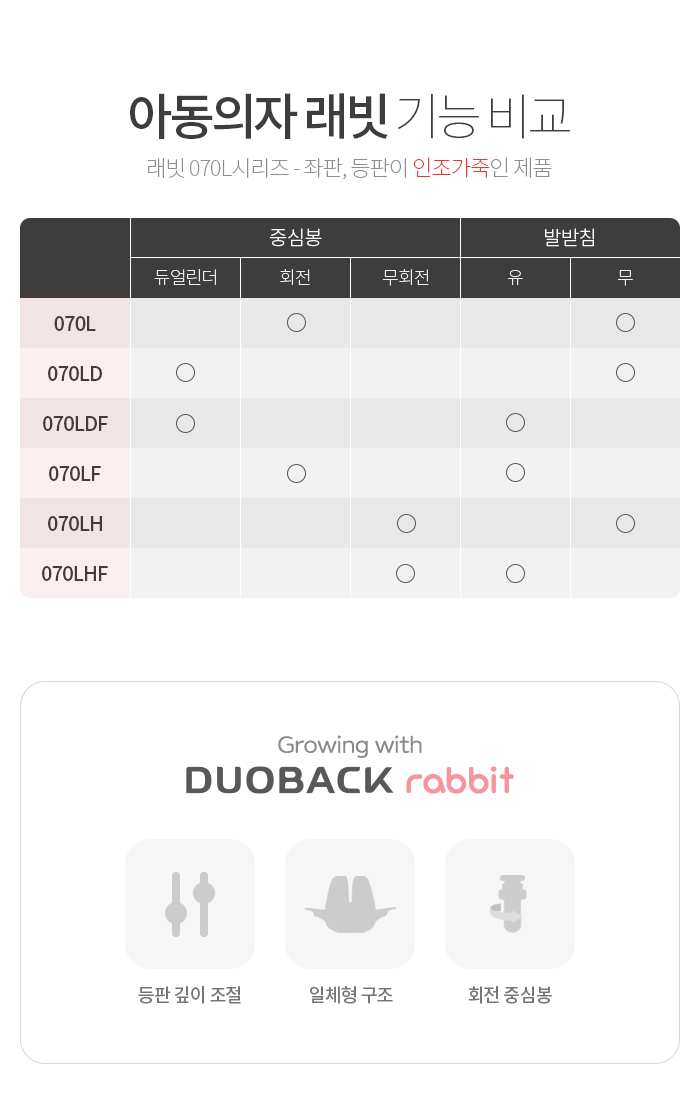 아동의자 래빗 기능 비교
래빗 070L시리즈 - 좌판, 등판이 인조가죽인 제품
중심봉 발받침
듀얼린더 회전 무회전 유 무
070L ○ ○
070LD ○ ○
070LDF ○ ○
070LF ○ ○
070LH ○ ○
070LHF ○ ○
Growing with
DUOBACK rabbit
등판 깊이 조절 일체형 구조 회전 중심봉